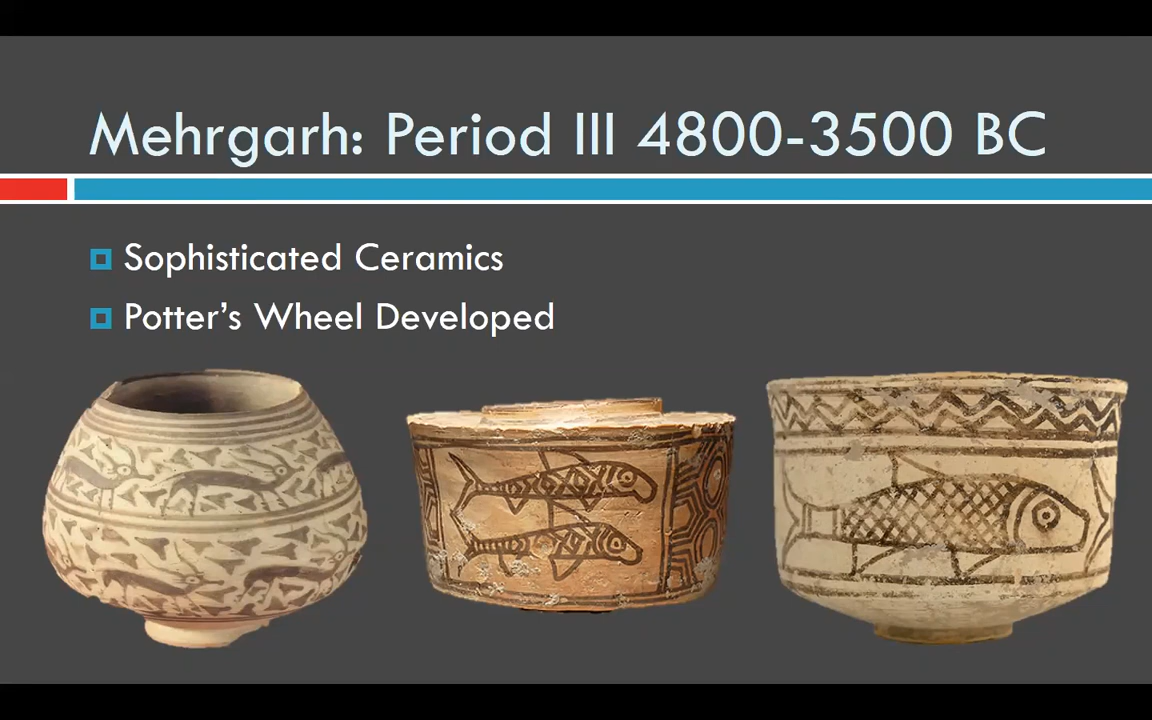 Mehrgarh: Period III 4800-3500 BC
Sophisticated Ceramics
Potter’s Wheel Developed